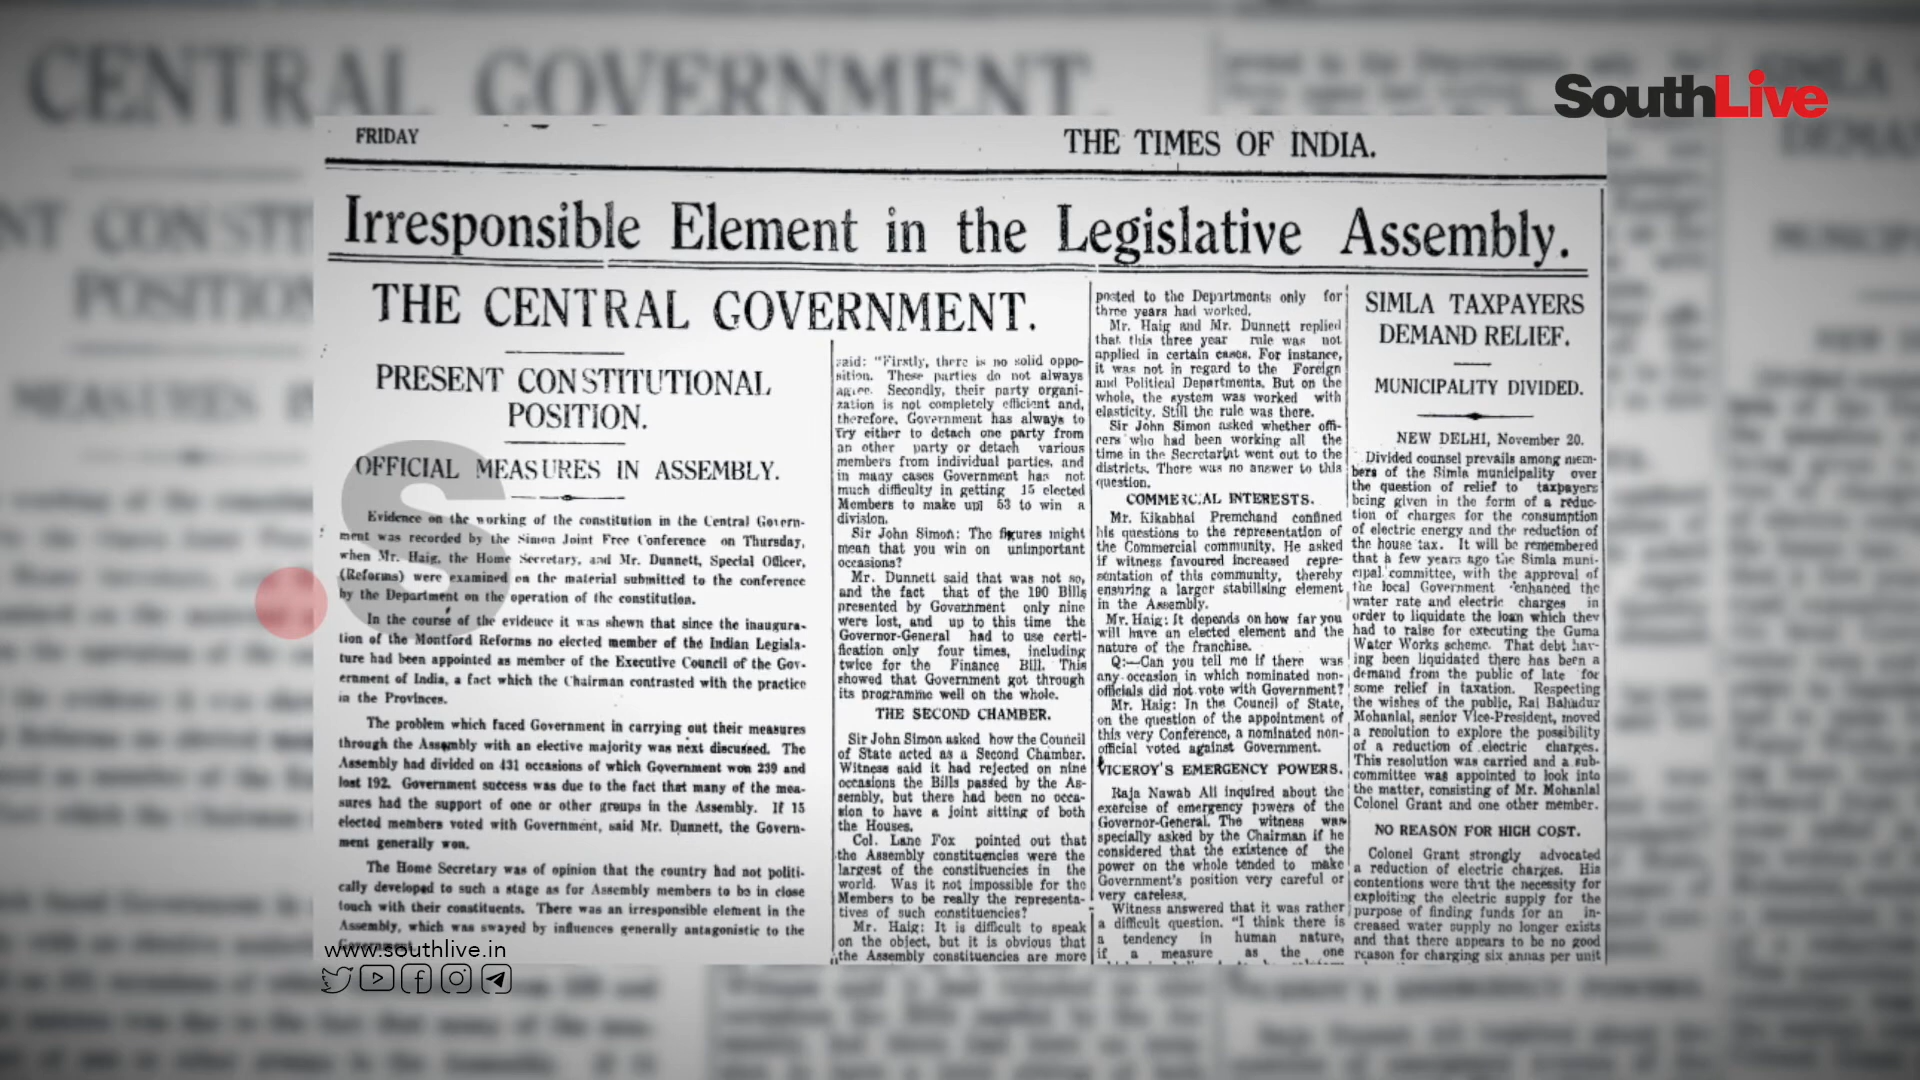 SouthLive
FRIDAY
THE TIMES OF INDIA.
Irresponsible Element in the Legislative Assembly.
THE CENTRAL GOVERNMENT.
PRESENT CONSTITUTIONAL
POSITION.
OFFICIAL MEASURES IN ASSEMBLY.
Evidence on the working of the constitution in the Central Govern-
ment was recorded by the Simon Joint Free Conference on Thursday,
when Mr. Haig, the Home Secretary, and Mr. Dunnett, Special Officer,
(Reforms) were examined on the material submitted to the conference
by the Department on the operation of the constitution.
In the course of the evidence it was shewn that since the inaugura-
tion of the Montford Reforms no elected member of the Indian Legisla-
ture had been appointed as member of the Executive Council of the Gov-
ernment of India, a fact which the Chairman contrasted with the practice
in the Provinces.
The problem which faced Government in carrying out their measures
through the Assembly with an elective majority was next discussed. The
Assembly had divided on 431 occasions of which Government won 239 and
lost 192. Government success was due to the fact that many of the mea-
sures had the support of one or other groups in the Assembly. If 15
elected members voted with Government, said Mr. Dunnett, the Govern-
ment generally won.
The Home Secretary was of opinion that the country had not politi-
cally developed to such a stage as for Assembly members to be in close
touch with their constituents. There was an irresponsible element in the
Assembly, which was swayed by influences generally antagonistic to the
Government.
said: "Firstly, there is no solid oppo-
sition. These parties do not always
agree. Secondly, their party organi-
zation is not completely efficient and,
therefore, Government has always to
try either to detach one party from
an other party or detach various
members from individual parties, and
in many cases Government has not
much difficulty in getting 15 elected
Members to make up 53 to win a
division.
Sir John Simon: The figures might
mean that you win on unimportant
occasions?
Mr. Dunnett said that was not so,
and the fact that of the 190 Bills
presented by Government only nine
were lost, and up to this time the
Governor-General had to use certi-
fication only four times, including
twice for the Finance Bill. This
showed that Government got through
its programme well on the whole.
THE SECOND CHAMBER.
Sir John Simon asked how the Council
of State acted as a Second Chamber.
Witness said it had rejected on nine
occasions the Bills passed by the As-
sembly, but there had been no occa-
sion to have a joint sitting of both
the Houses.
Col. Lane Fox pointed out that
the Assembly constituencies were the
largest of the constituencies in the
world. Was it not impossible for the
Members to be really the representa-
tives of such constituencies?
Mr. Haig: It is difficult to speak
on the object, but it is obvious that
the Assembly constituencies are more
posted to the Departments only for
three years had worked.
Mr. Haig and Mr. Dunnett replied
that this three year rule was not
applied in certain cases. For instance,
it was not in regard to the Foreign
and Political Departments. But on the
whole, the system was worked with
elasticity. Still the rule was there.
Sir John Simon asked whether offi-
cers who had been working all the
time in the Secretariat went out to the
districts. There was no answer to this
question.
COMMERCIAL INTERESTS.
Mr. Kikabhai Premchand confined
his questions to the representation of
the Commercial community. He asked
if witness favoured increased repre-
sentation of this community, thereby
ensuring a larger stabilising element
in the Assembly.
Mr. Haig: It depends on how far you
will have an elected element and the
nature of the franchise.
Q:—Can you tell me if there was
any occasion in which nominated non-
officials did not vote with Government?
Mr. Haig: In the Council of State,
on the question of the appointment of
this very Conference, a nominated non-
official voted against Government.
VICEROY'S EMERGENCY POWERS.
Raja Nawab Ali inquired about the
exercise of emergency powers of the
Governor-General. The witness was
specially asked by the Chairman if he
considered that the existence of the
power on the whole tended to make
Government's position very careful or
very careless.
Witness answered that it was rather
a difficult question. "I think there is
a tendency in human nature,
if a measure as the one
SIMLA TAXPAYERS
DEMAND RELIEF.
MUNICIPALITY DIVIDED.
NEW DELHI, November 20.
Divided counsel prevails among mem-
bers of the Simla municipality over
the question of relief to taxpayers
being given in the form of a reduc-
tion of charges for the consumption
of electric energy and the reduction of
the house tax. It will be remembered
that a few years ago the Simla muni-
cipal committee, with the approval of
the local Government enhanced the
water rate and electric charges in
order to liquidate the loan which they
had to raise for executing the Guma
Water Works scheme. That debt hav-
ing been liquidated there has been a
demand from the public of late for
some relief in taxation. Respecting
the wishes of the public, Rai Bahadur
Mohanlal, senior Vice-President, moved
a resolution to explore the possibility
of a reduction of electric charges.
This resolution was carried and a sub-
committee was appointed to look into
the matter, consisting of Mr. Mohanlal
Colonel Grant and one other member.
NO REASON FOR HIGH COST.
Colonel Grant strongly advocated
a reduction of electric charges. His
contentions were that the necessity for
exploiting the electric supply for the
purpose of finding funds for an in-
creased water supply no longer exists
and that there appears to be no good
reason for charging six annas per unit
www.southlive.in